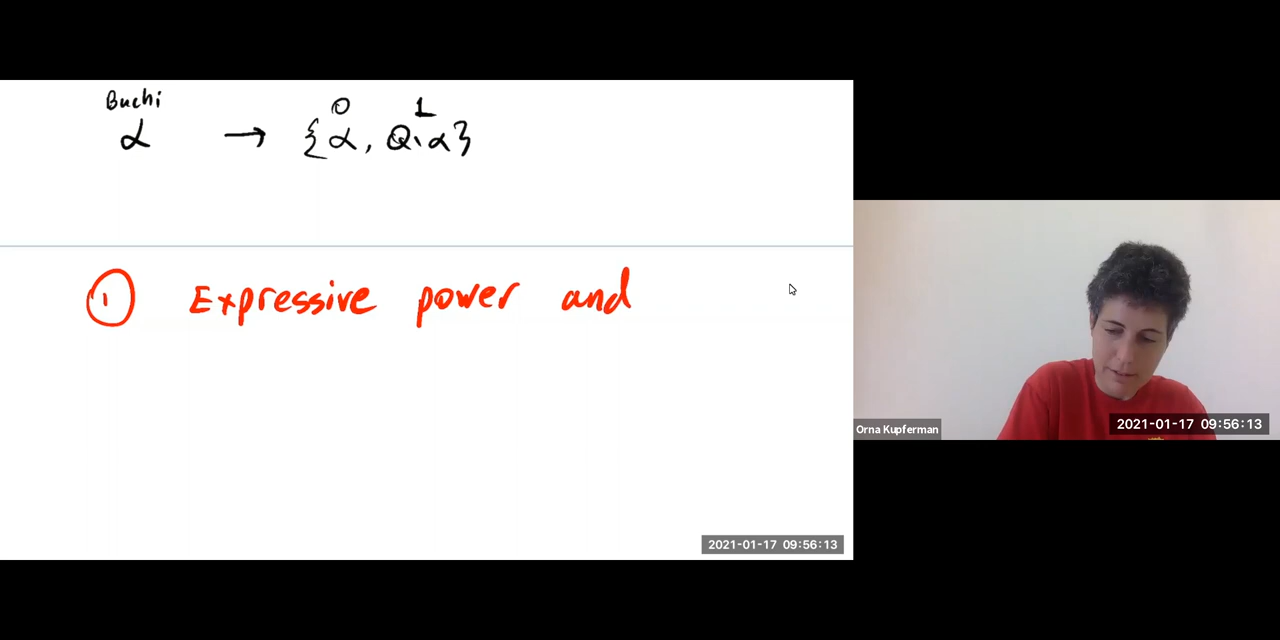 Buchi
0 1
α → {α, Q\α}
① Expressive power and
Orna Kupferman
2021-01-17 09:56:13
2021-01-17 09:56:13